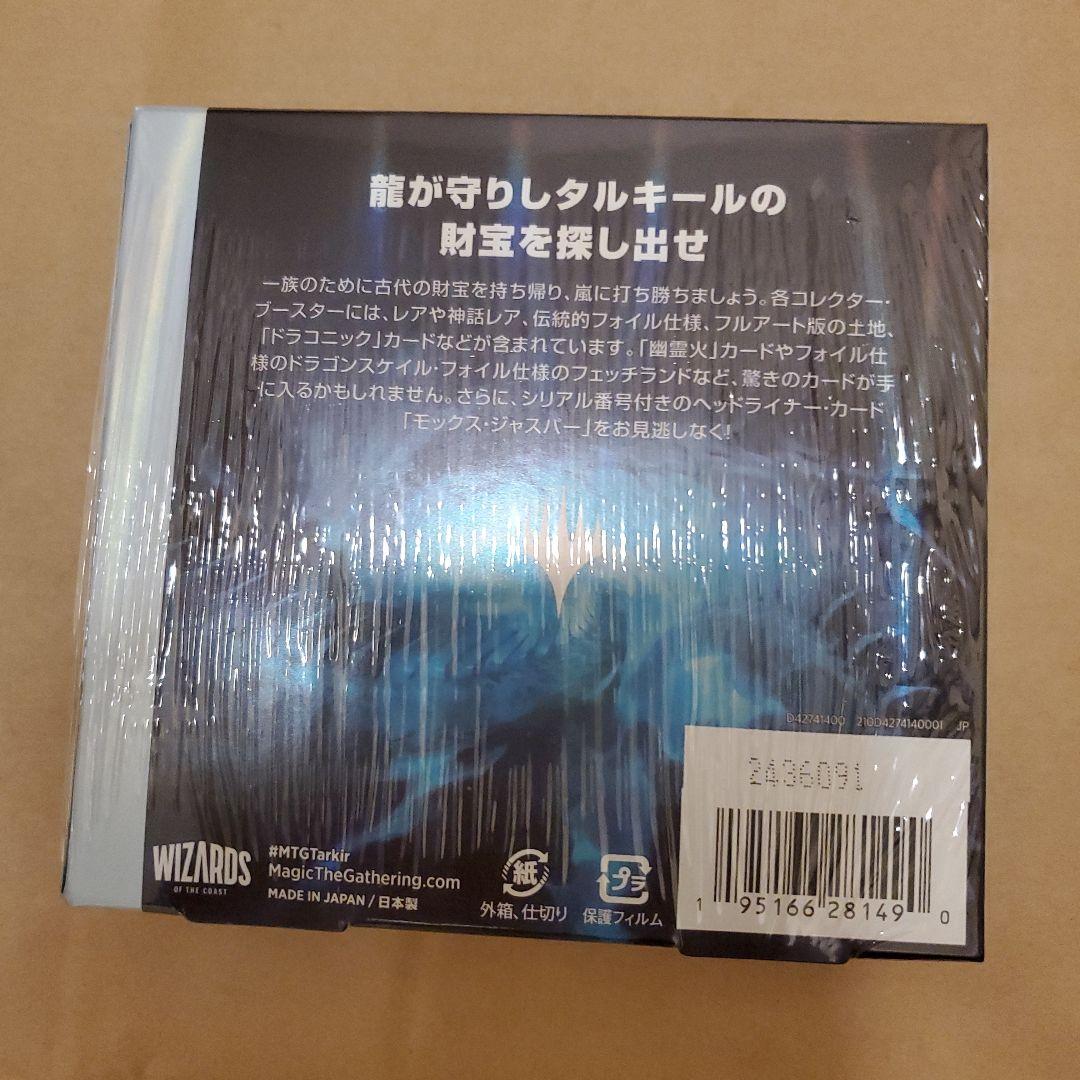 龍が守りしタルキールの
財宝を探し出せ
一族のために古代の財宝を持ち帰り、嵐に打ち勝ちましょう。各コレクター・
ブースターには、レアや神話レア、伝統的フォイル仕様、フルアート版の土地、
「ドラコニック」カードなどが含まれています。「幽霊火」カードやフォイル仕
様のドラゴンスケイル・フォイル仕様のフェッチランドなど、驚きのカードが手
に入るかもしれません。さらに、シリアル番号付きのヘッドライナー・カード
「モックス・ジャスパー」をお見逃しなく!
D42741400 210D4274140001 JP
2436091
WIZARDS
OF THE COAST
#MTGTarkir
MagicTheGathering.com
MADE IN JAPAN / 日本製
紙
外箱、仕切り
プラ
保護フィルム
1 95166 28149 0